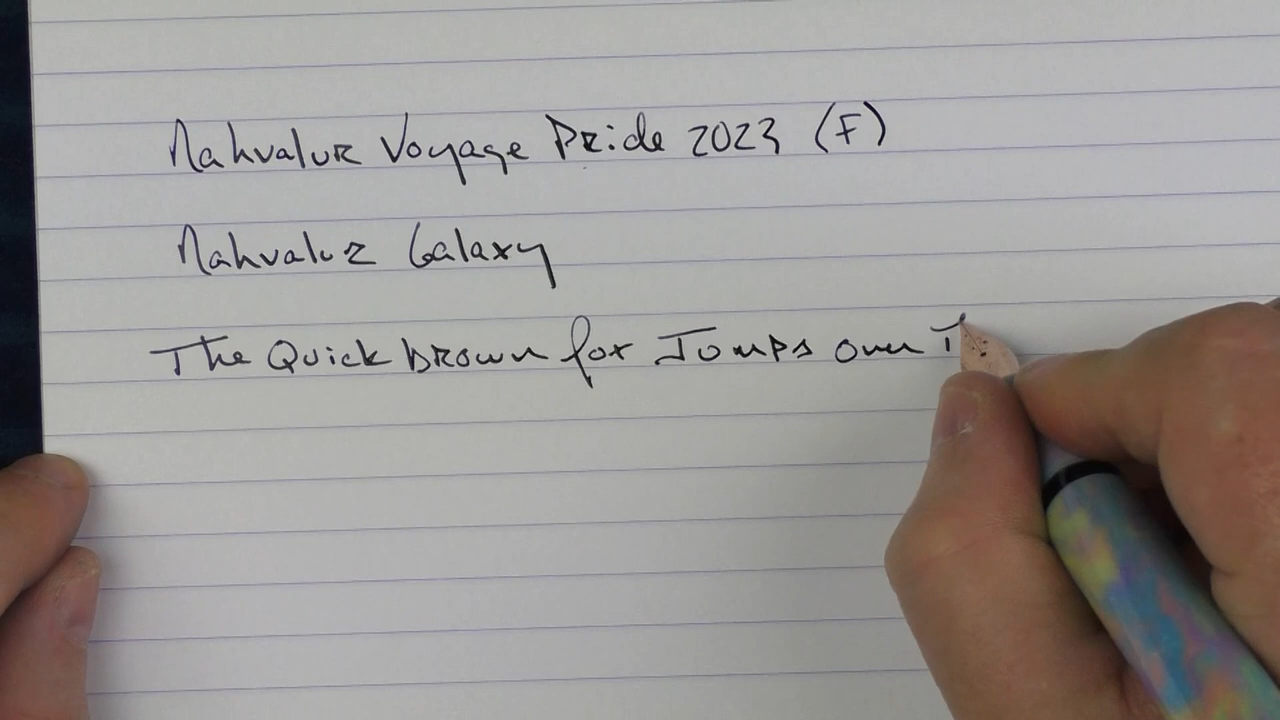 Nahvalur Voyage Pride 2023 (F)
Nahvalur Galaxy
The Quick brown fox Jumps over T